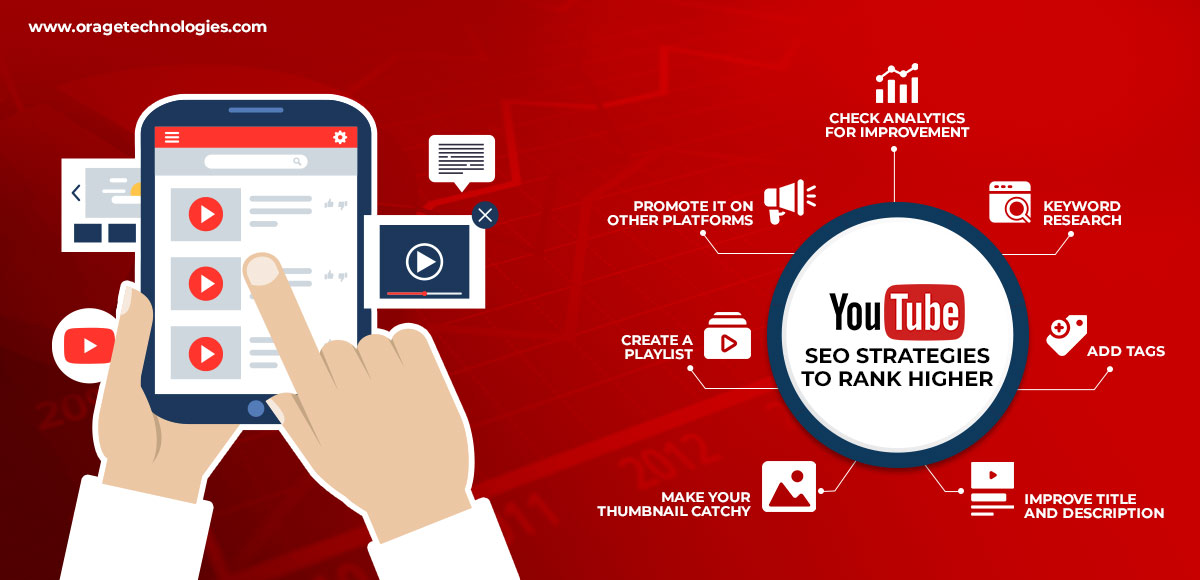 www.oragetechnologies.com
CHECK ANALYTICS
FOR IMPROVEMENT
PROMOTE IT ON
OTHER PLATFORMS
KEYWORD
RESEARCH
CREATE A
PLAYLIST
YouTube
SEO STRATEGIES
TO RANK HIGHER
ADD TAGS
MAKE YOUR
THUMBNAIL CATCHY
IMPROVE TITLE
AND DESCRIPTION
2012